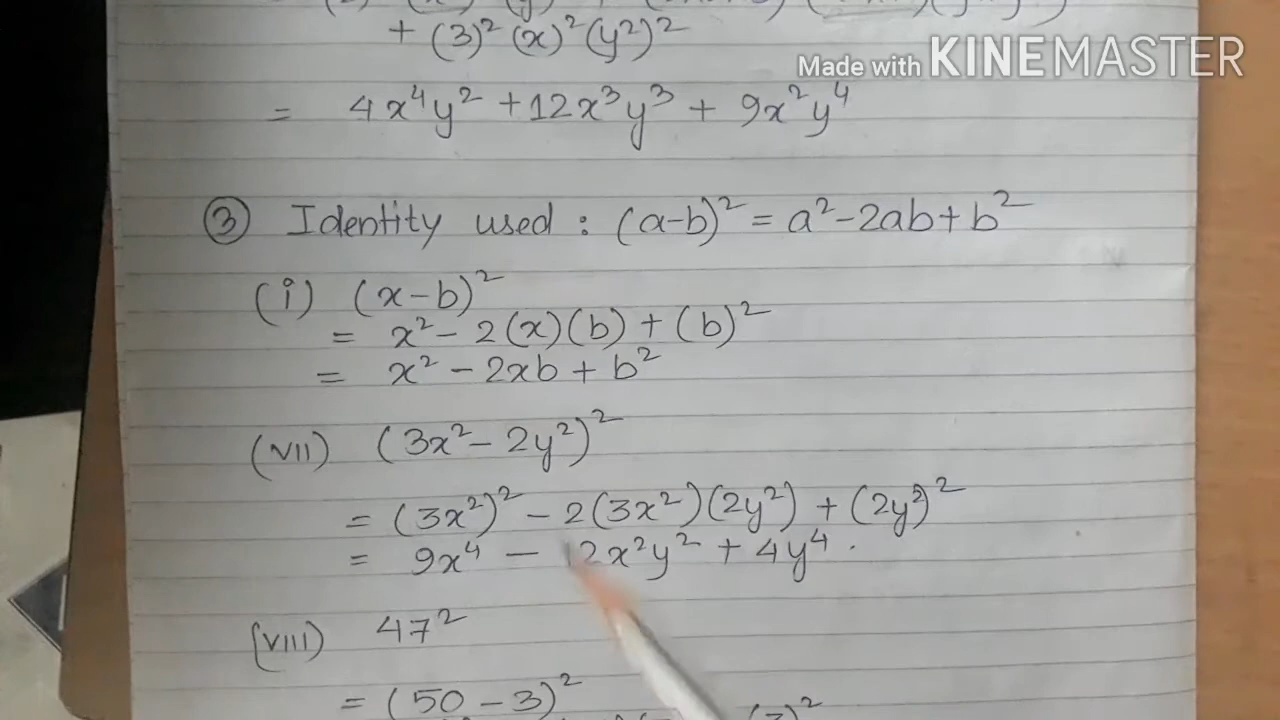 + (3)² (x)² (y²)²
Made with KINEMASTER
= 4x⁴y² + 12x³y³ + 9x²y⁴
③ Identity used : (a-b)² = a² - 2ab + b²
(i) (x-b)²
= x² - 2(x)(b) + (b)²
= x² - 2xb + b²
(VII) (3x² - 2y²)²
= (3x²)² - 2(3x²)(2y²) + (2y²)²
= 9x⁴ - 12x²y² + 4y⁴.
(VIII) 47²
= (50 - 3)²